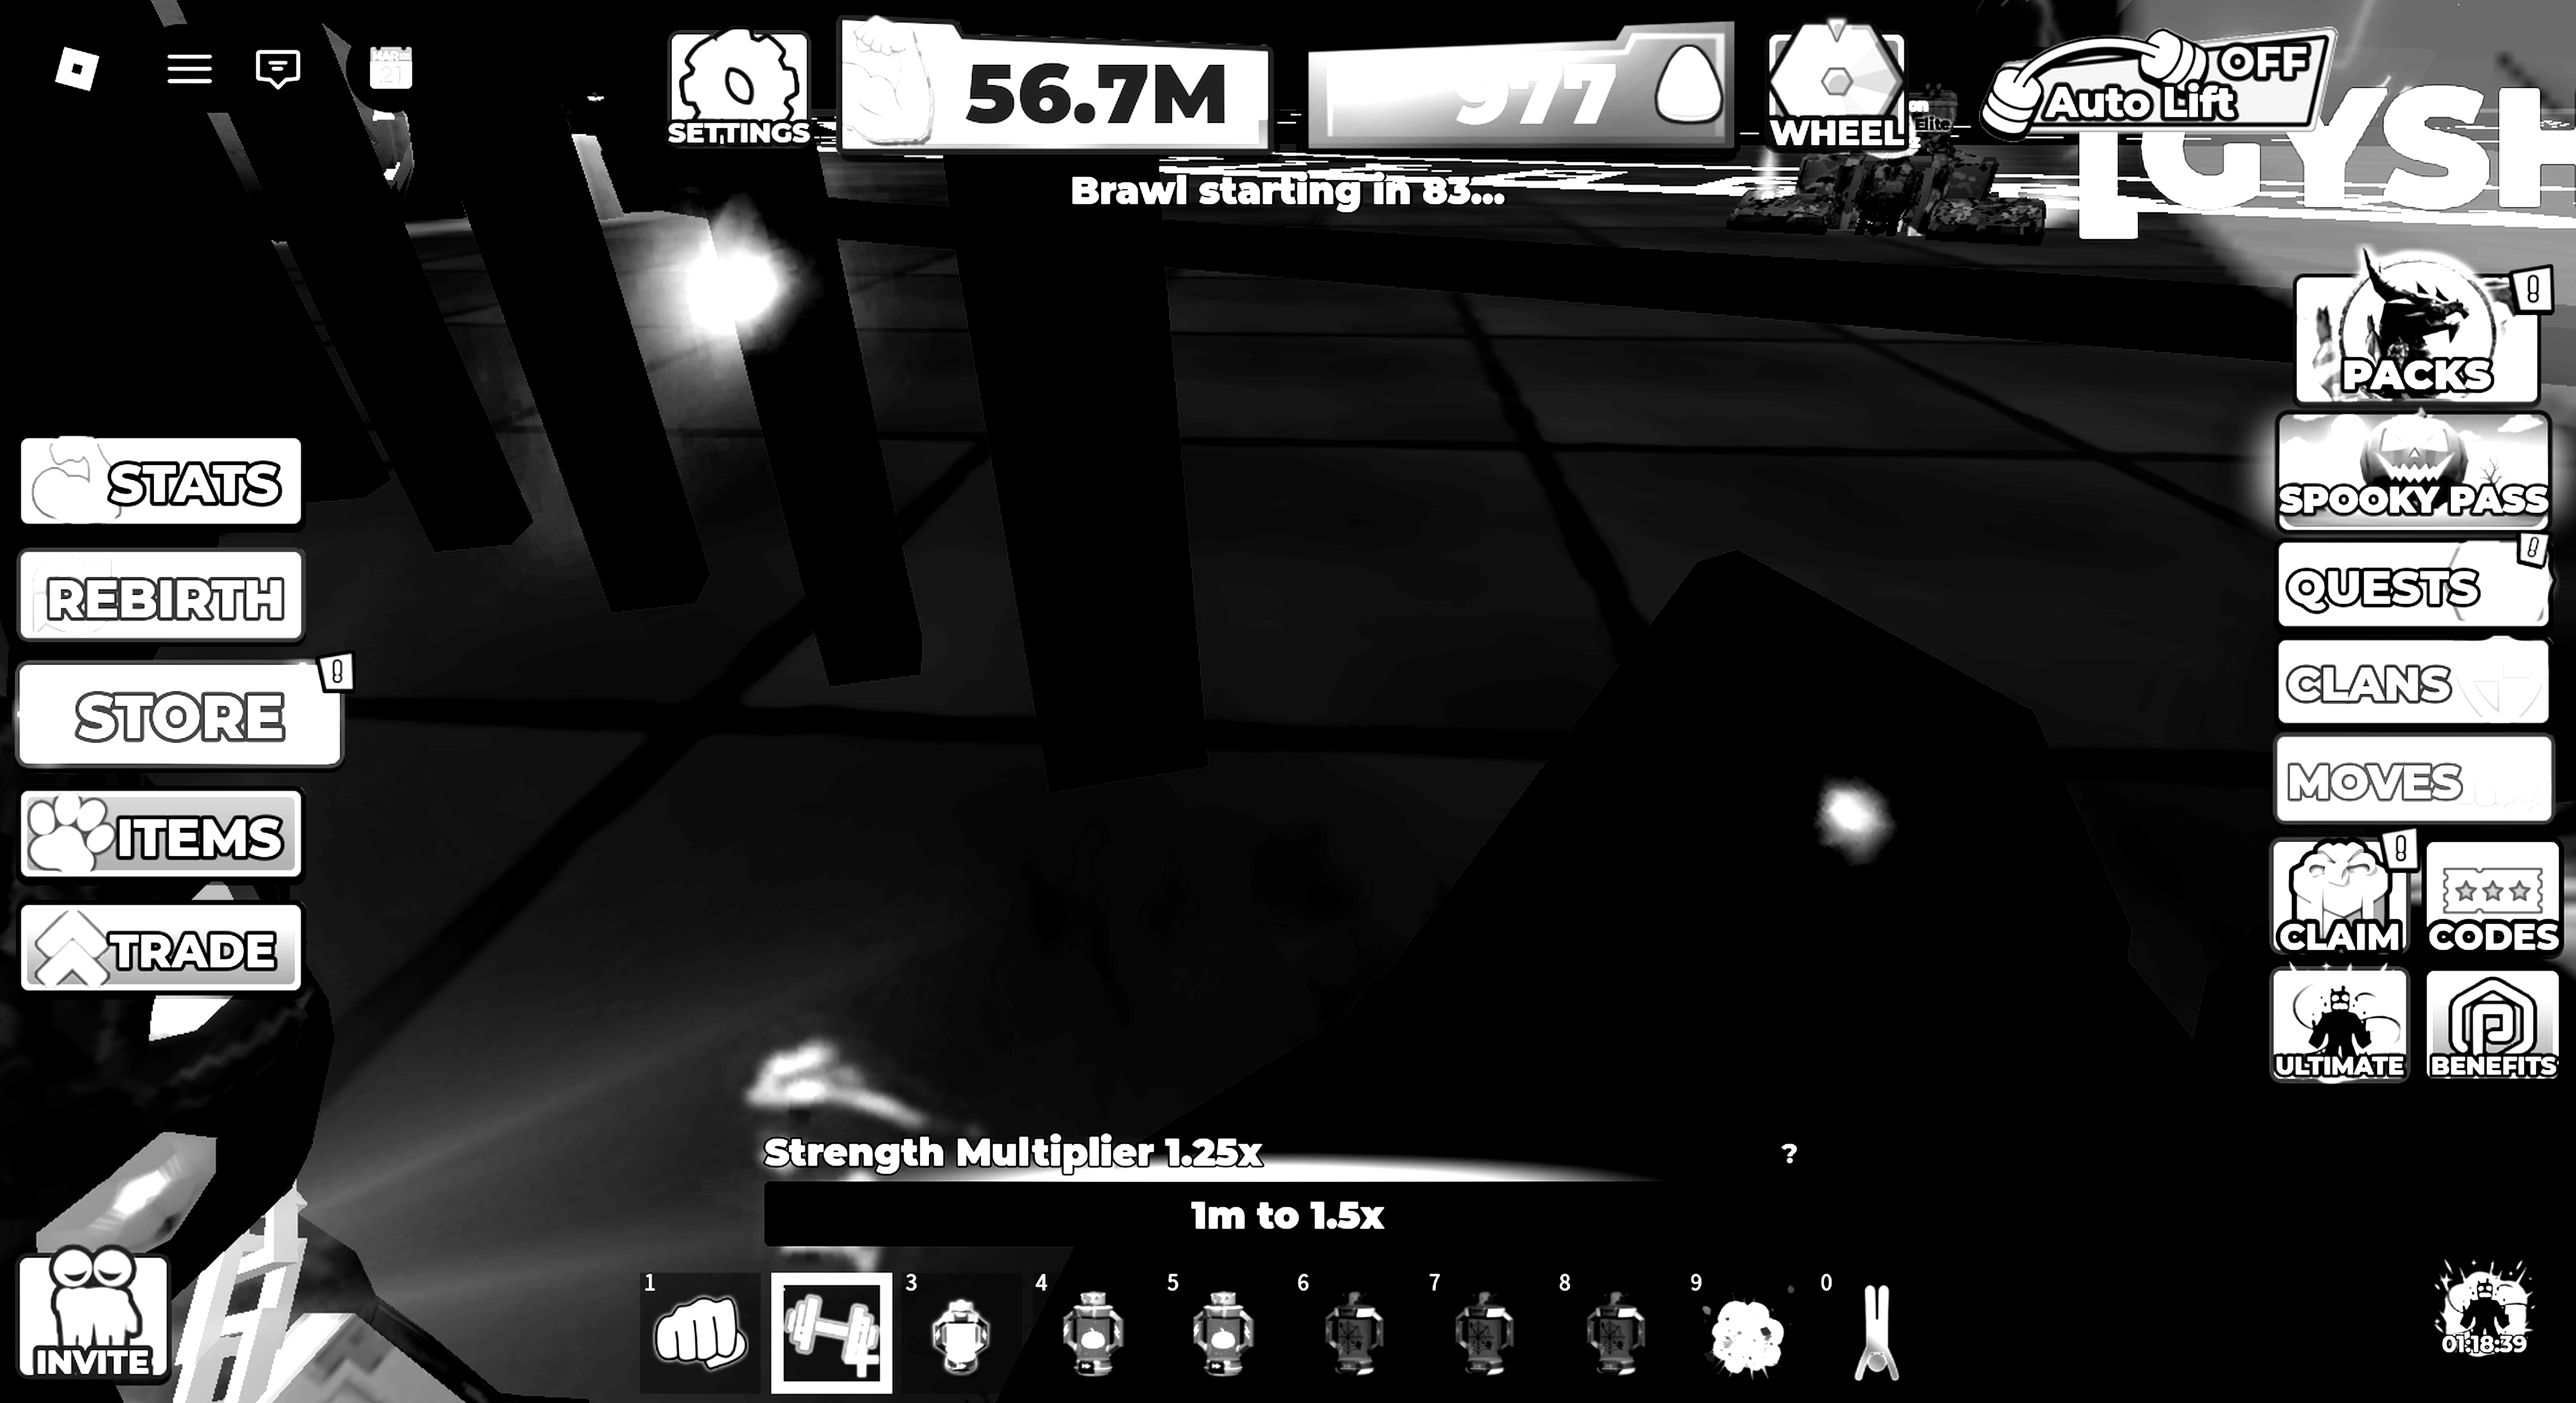 SETTINGS
56.7M
977
WHEEL
OFF
Auto Lift
Elite
Brawl starting in 83...
21
PACKS
SPOOKY PASS
QUESTS
CLANS
MOVES
CLAIM
CODES
ULTIMATE
BENEFITS
STATS
REBIRTH
STORE
ITEMS
TRADE
INVITE
Strength Multiplier 1.25x
?
1m to 1.5x
1
3
4
5
6
7
8
9
0
01:18:39